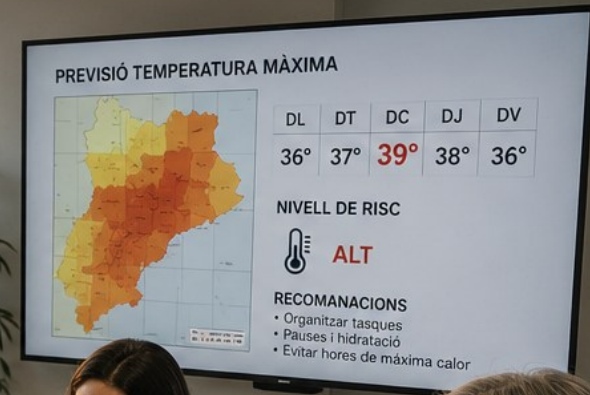 PREVISIÓ TEMPERATURA MÀXIMA
DL DT DC DJ DV
36° 37° 39° 38° 36°
NIVELL DE RISC
ALT
RECOMANACIONS
• Organitzar tasques
• Pauses i hidratació
• Evitar hores de máxima calor